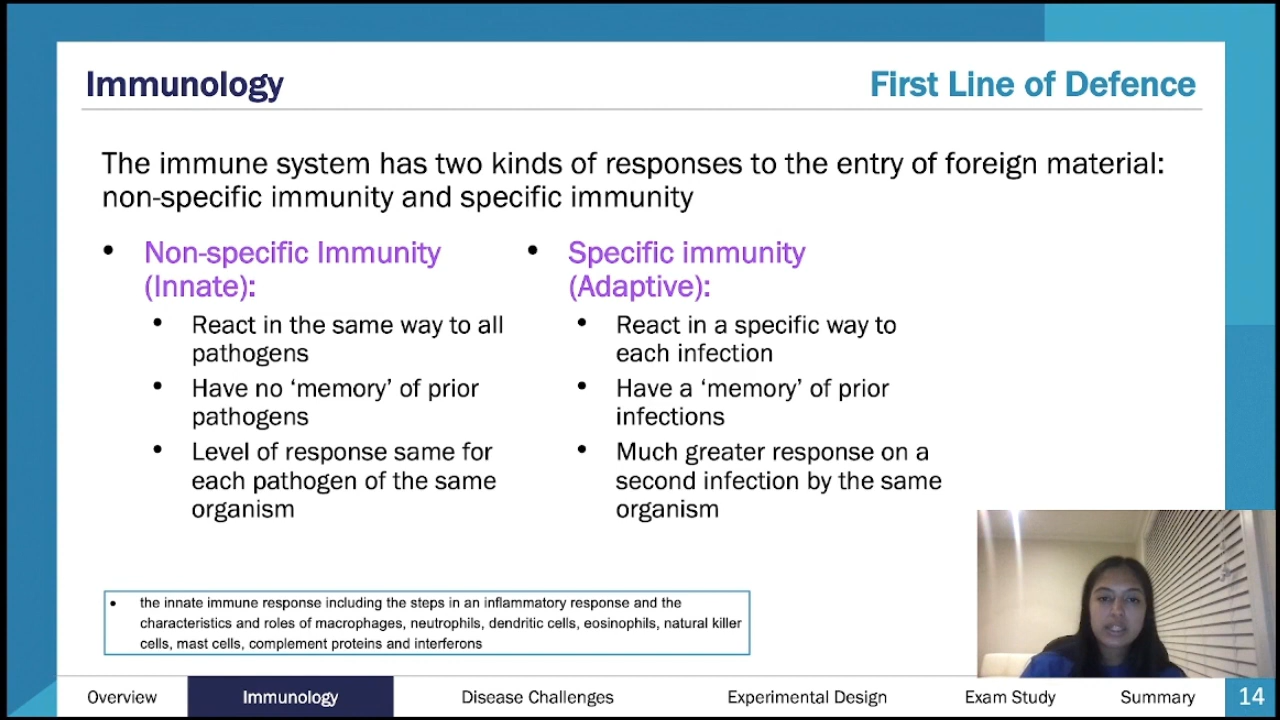 Immunology
First Line of Defence
The immune system has two kinds of responses to the entry of foreign material:
non-specific immunity and specific immunity
• Non-specific Immunity
(Innate):
• React in the same way to all
pathogens
• Have no ‘memory’ of prior
pathogens
• Level of response same for
each pathogen of the same
organism
• Specific immunity
(Adaptive):
• React in a specific way to
each infection
• Have a ‘memory’ of prior
infections
• Much greater response on a
second infection by the same
organism
• the innate immune response including the steps in an inflammatory response and the
characteristics and roles of macrophages, neutrophils, dendritic cells, eosinophils, natural killer
cells, mast cells, complement proteins and interferons
Overview
Immunology
Disease Challenges
Experimental Design
Exam Study
Summary
14